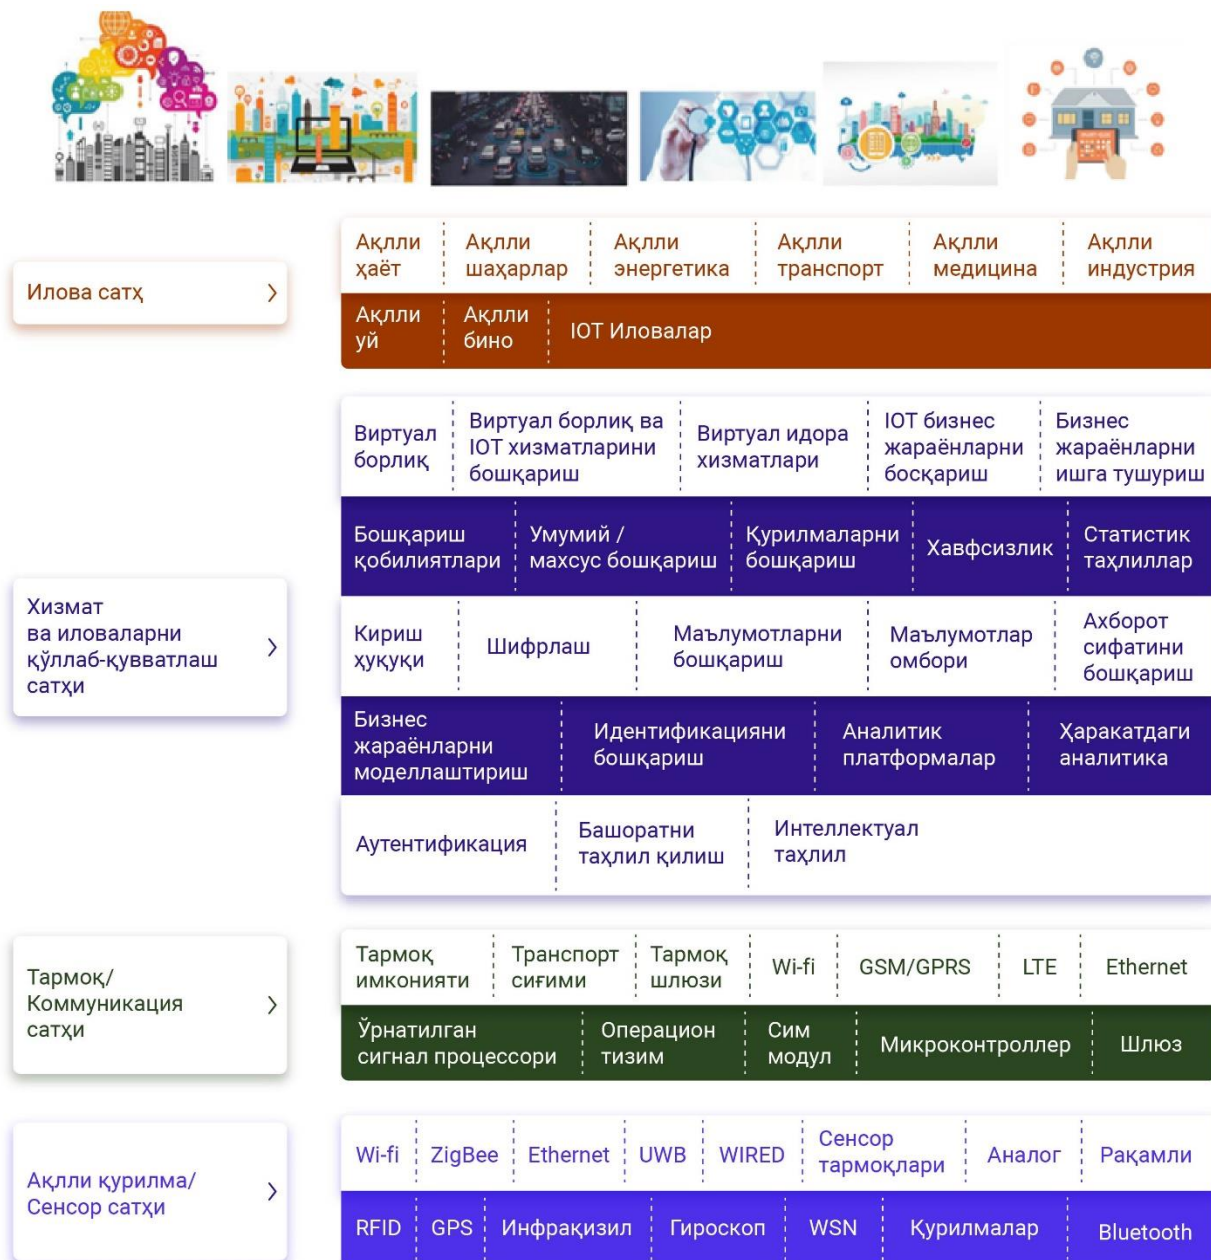 Илова сатҳ
Ақлли ҳаёт
Ақлли шаҳарлар
Ақлли энергетика
Ақлли транспорт
Ақлли медицина
Ақлли индустрия
Ақлли уй
Ақлли бино
IOT Иловалар
Хизмат
ва иловаларни
қўллаб-қувватлаш
сатҳи
Виртуал
борлиқ
Виртуал борлиқ ва
IOT хизматларини
бошқариш
Виртуал идора
хизматлари
IOT бизнес
жараёнларни
босқариш
Бизнес
жараёнларни
ишга тушуриш
Бошқариш
қобилиятлари
Умумий /
махсус бошқариш
Қурилмаларни
бошқариш
Хавфсизлик
Статистик
таҳлиллар
Кириш
ҳуқуқи
Шифрлаш
Маълумотларни
бошқариш
Маълумотлар
омбори
Ахборот
сифатини
бошқариш
Бизнес
жараёнларни
моделлаштириш
Идентификацияни
бошқариш
Аналитик
платформалар
Ҳаракатдаги
аналитика
Аутентификация
Башоратни
таҳлил қилиш
Интеллектуал
таҳлил
Тармоқ/
Коммуникация
сатҳи
Тармоқ
имконияти
Транспорт
сиғими
Тармоқ
шлюзи
Wi-fi
GSM/GPRS
LTE
Ethernet
Ўрнатилган
сигнал процессори
Операцион
тизим
Сим
модул
Микроконтроллер
Шлюз
Ақлли қурилма/
Сенсор сатҳи
Wi-fi
ZigBee
Ethernet
UWB
WIRED
Сенсор
тармоқлари
Аналог
Рақамли
RFID
GPS
Инфрақизил
Гироскоп
WSN
Қурилмалар
Bluetooth